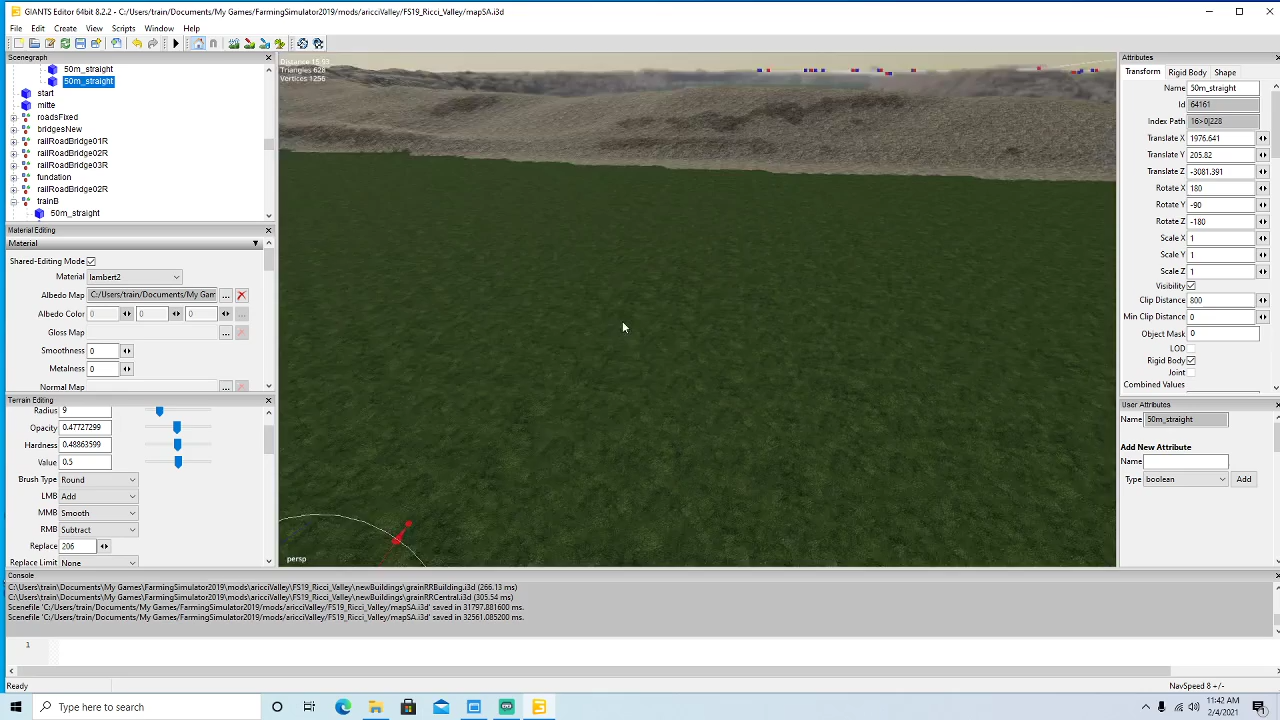 GIANTS Editor 64bit 8.2.2 - C:/Users/train/Documents/My Games/FarmingSimulator2019/mods/aricciValley/FS19_Ricci_Valley/mapSA.i3d
File Edit Create View Scripts Window Help
Scenegraph
50m_straight
50m_straight
start
mitte
roadsFixed
bridgesNew
railRoadBridge01R
railRoadBridge02R
railRoadBridge03R
fundation
railRoadBridge02R
trainB
50m_straight
Material Editing
Material
Shared-Editing Mode
Material lambert2
Albedo Map C:/Users/train/Documents/My Gam ...
Albedo Color 0 0 0 ...
Gloss Map ...
Smoothness 0
Metalness 0
Normal Map ...
Terrain Editing
Radius 9
Opacity 0.47727299
Hardness 0.48863599
Value 0.5
Brush Type Round
LMB Add
MMB Smooth
RMB Subtract
Replace 206
Replace Limit None
Distance 15.93
Triangles 628
Vertices 1256
persp
Attributes
Transform Rigid Body Shape
Name 50m_straight
Id 64161
Index Path 16>0|228
Translate X 1976.641
Translate Y 205.82
Translate Z -3081.391
Rotate X 180
Rotate Y -90
Rotate Z -180
Scale X 1
Scale Y 1
Scale Z 1
Visibility
Clip Distance 800
Min Clip Distance 0
Object Mask 0
LOD
Rigid Body
Joint
Combined Values
User Attributes
Name 50m_straight
Add New Attribute
Name
Type boolean Add
Console
C:\Users\train\Documents\My Games\FarmingSimulator2019\mods\aricciValley\FS19_Ricci_Valley\newBuildings\grainRRBuilding.i3d (266.13 ms)
C:\Users\train\Documents\My Games\FarmingSimulator2019\mods\aricciValley\FS19_Ricci_Valley\newBuildings\grainRRCentral.i3d (305.54 ms)
Scenefile 'C:/Users/train/Documents/My Games/FarmingSimulator2019/mods/aricciValley/FS19_Ricci_Valley/mapSA.i3d' saved in 31797.881600 ms.
Scenefile 'C:/Users/train/Documents/My Games/FarmingSimulator2019/mods/aricciValley/FS19_Ricci_Valley/mapSA.i3d' saved in 32561.085200 ms.
1
Ready
NavSpeed 8 +/-
Type here to search
11:42 AM
2/4/2021